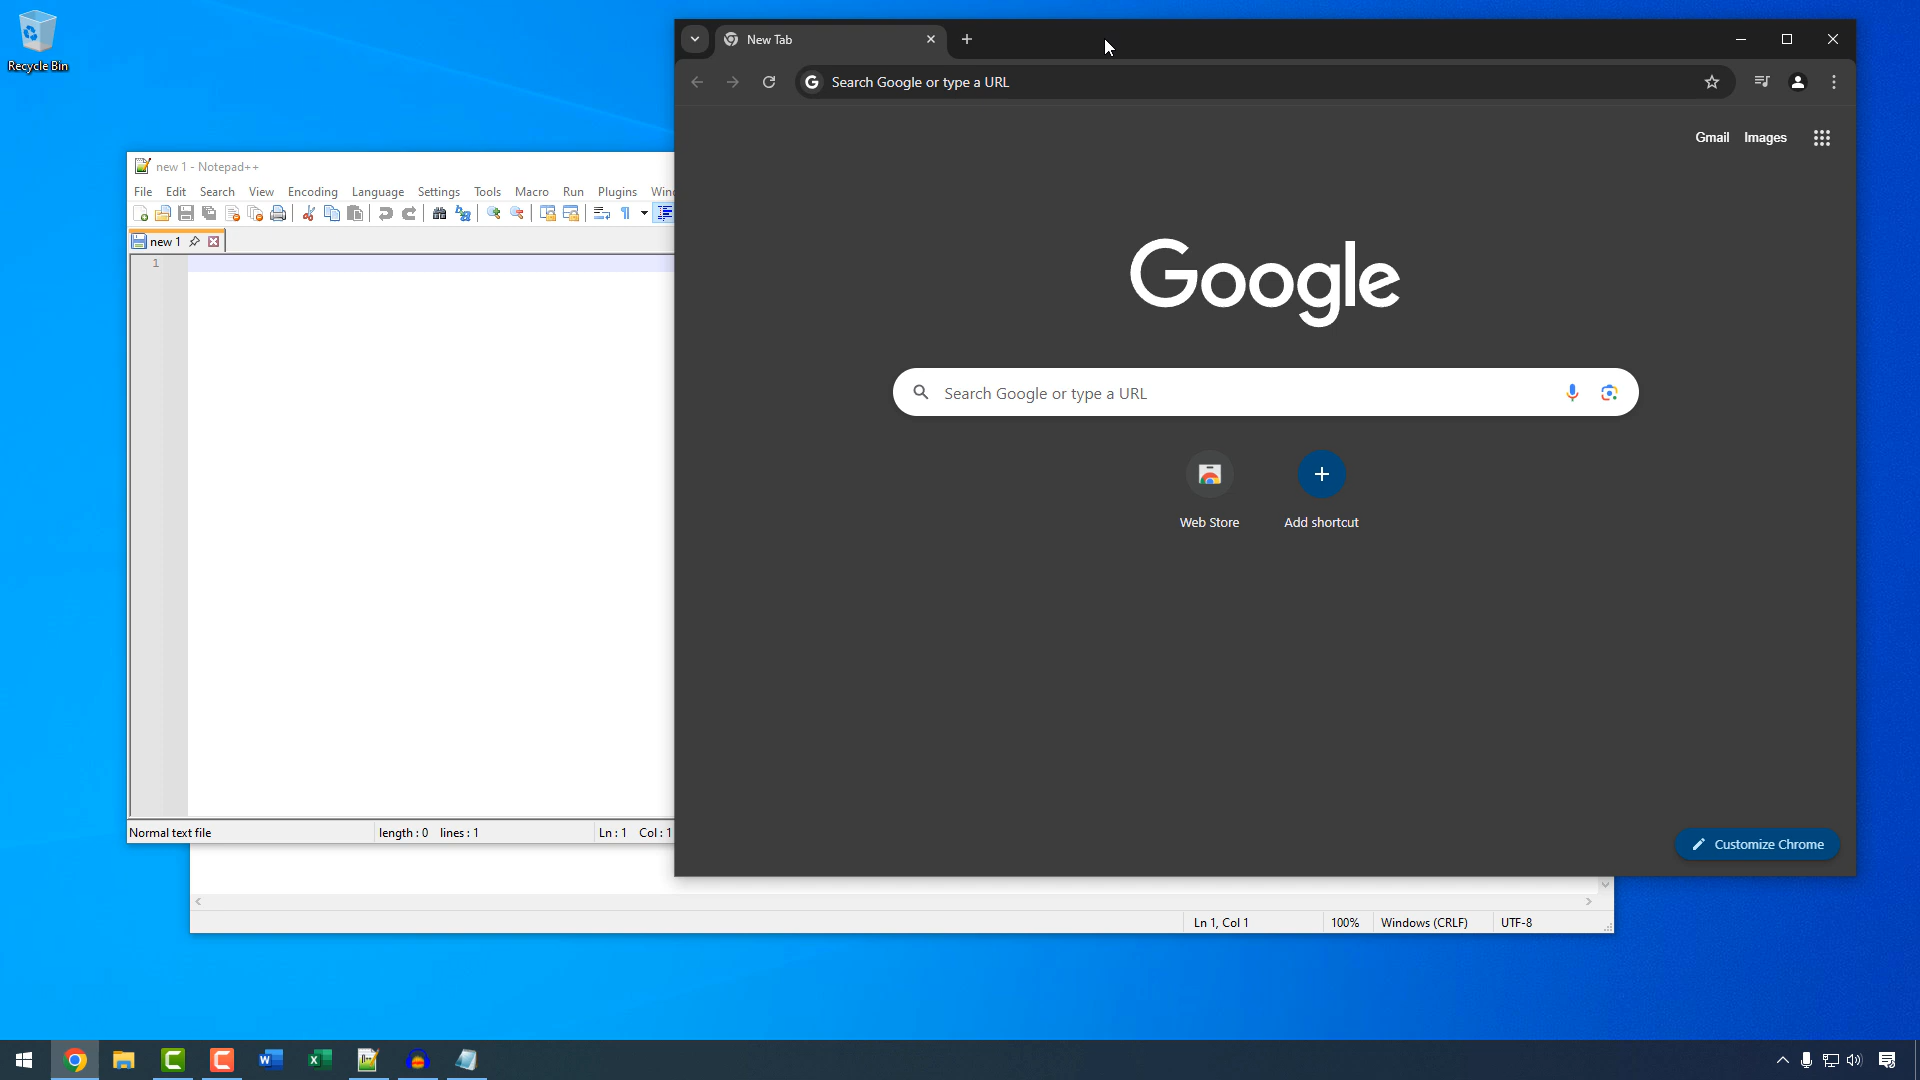 Recycle Bin
New Tab
Search Google or type a URL
Gmail Images
Google
Search Google or type a URL
Web Store Add shortcut
Customize Chrome
new 1 - Notepad++
File Edit Search View Encoding Language Settings Tools Macro Run Plugins
new 1
1
Normal text file length : 0 lines : 1 Ln : 1 Col : 1
Ln 1, Col 1 100% Windows (CRLF) UTF-8